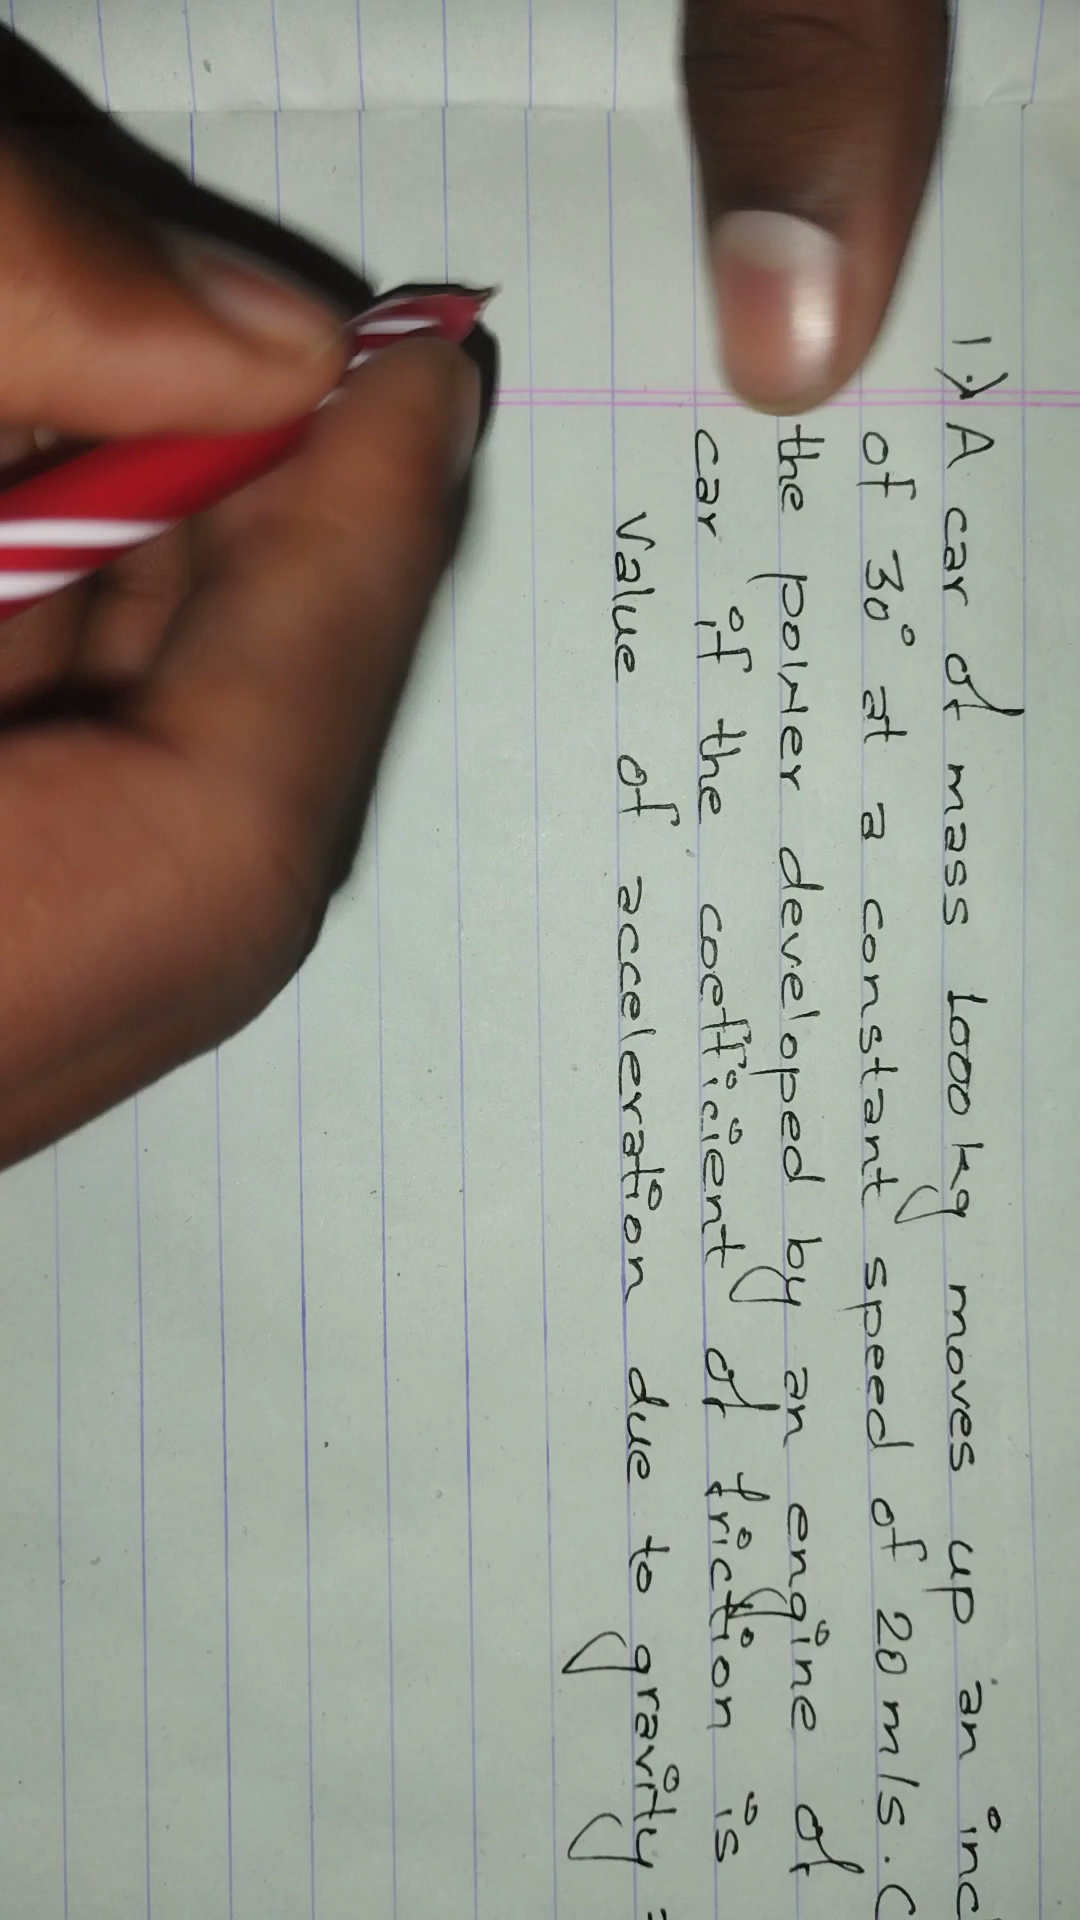 1.) A car of mass 1000 kg moves up an incl
of 30° at a constant speed of 20 m/s. C
the power developed by an engine of
car if the coefficient of friction is
Value of acceleration due to gravity =